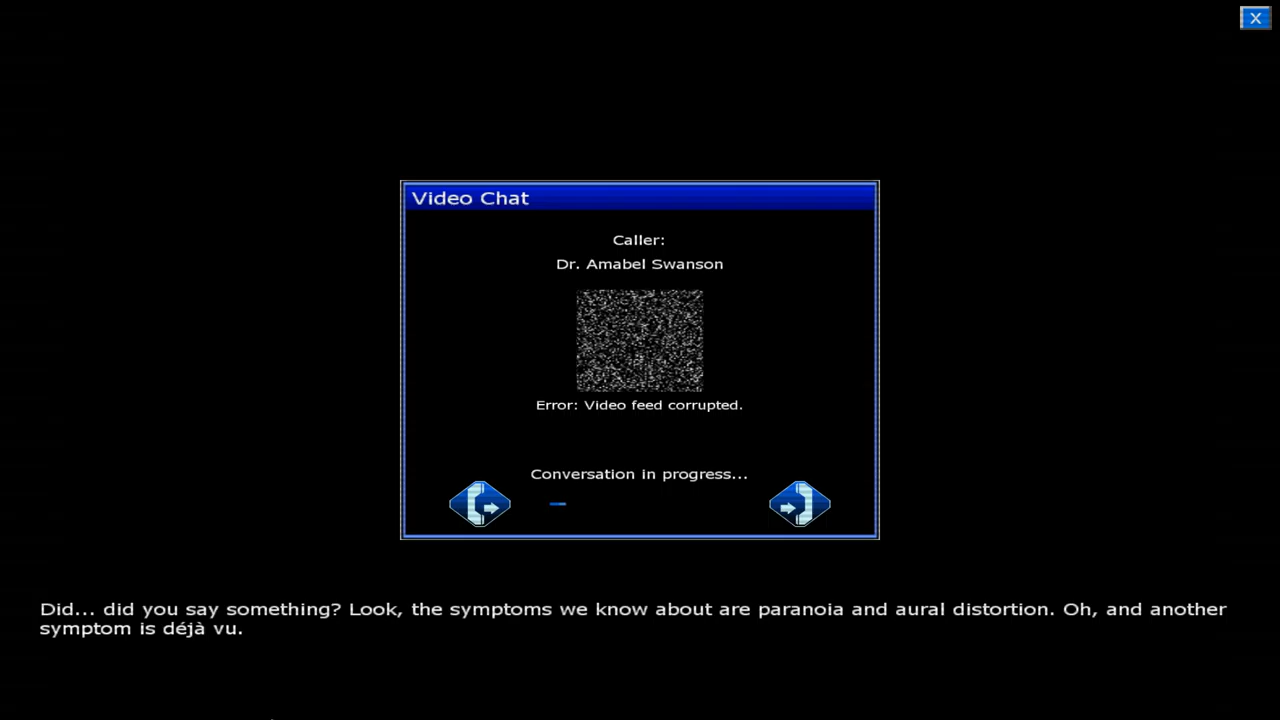 X
Video Chat
Caller:
Dr. Amabel Swanson
Error: Video feed corrupted.
Conversation in progress...
Did... did you say something? Look, the symptoms we know about are paranoia and aural distortion. Oh, and another
symptom is déjà vu.